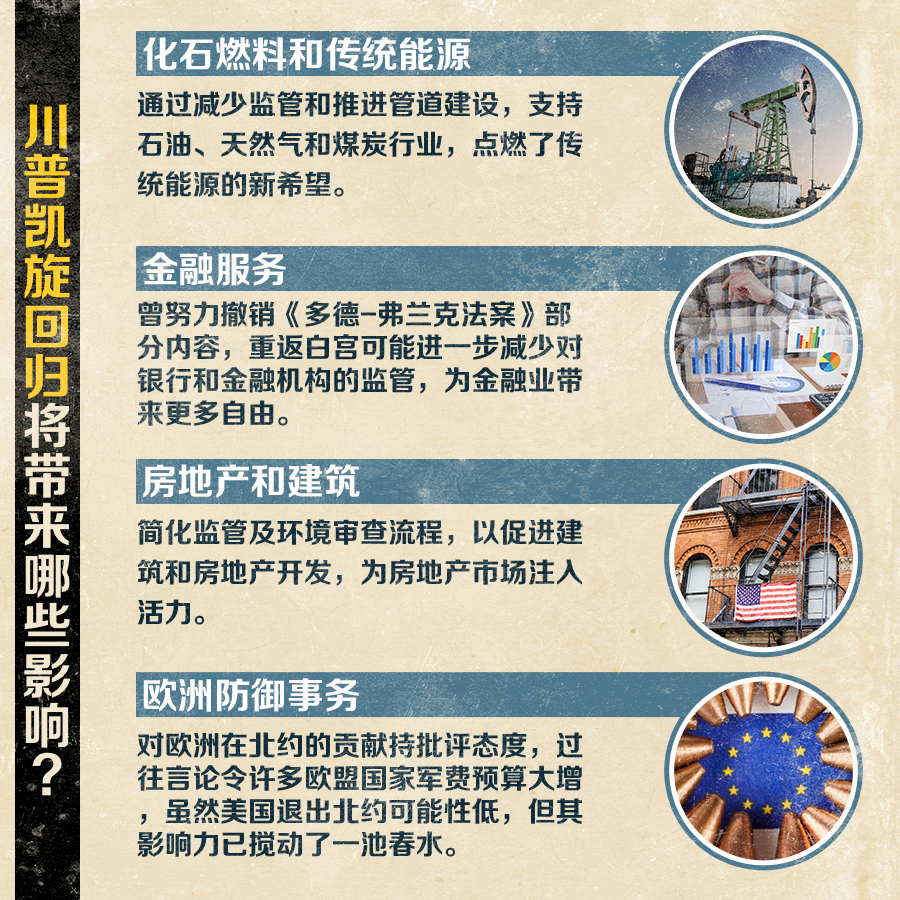 川普凯旋回归将带来哪些影响？
化石燃料和传统能源
通过减少监管和推进管道建设，支持
石油、天然气和煤炭行业，点燃了传
统能源的新希望。
金融服务
曾努力撤销《多德-弗兰克法案》部
分内容，重返白宫可能进一步减少对
银行和金融机构的监管，为金融业带
来更多自由。
房地产和建筑
简化监管及环境审查流程，以促进建
筑和房地产开发，为房地产市场注入
活力。
欧洲防御事务
对欧洲在北约的贡献持批评态度，过
往言论令许多欧盟国家军费预算大增
，虽然美国退出北约可能性低，但其
影响力已搅动了一池春水。